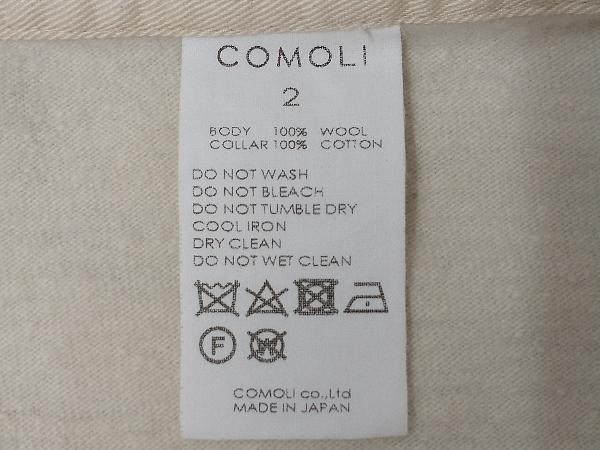 COMOLI
2
BODY 100% WOOL
COLLAR 100% COTTON
DO NOT WASH
DO NOT BLEACH
DO NOT TUMBLE DRY
COOL IRON
DRY CLEAN
DO NOT WET CLEAN
F W
COMOLI co.,Ltd
MADE IN JAPAN